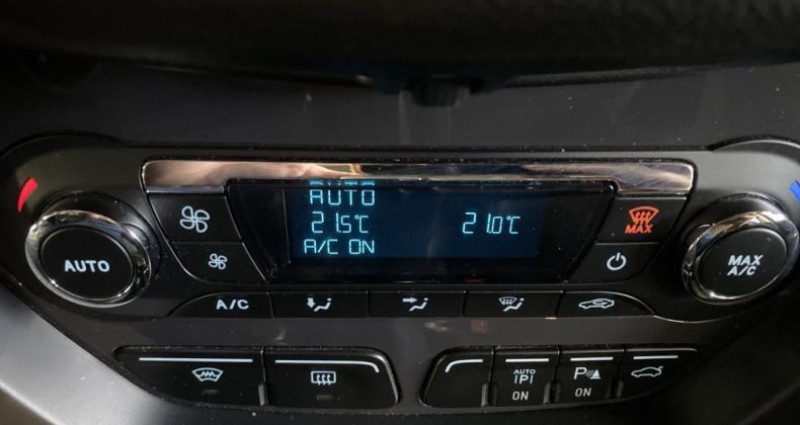 AUTO
21.5°C 21.0°C
A/C ON
MAX
AUTO
MAX
A/C
A/C
AUTO
P
ON
P
ON